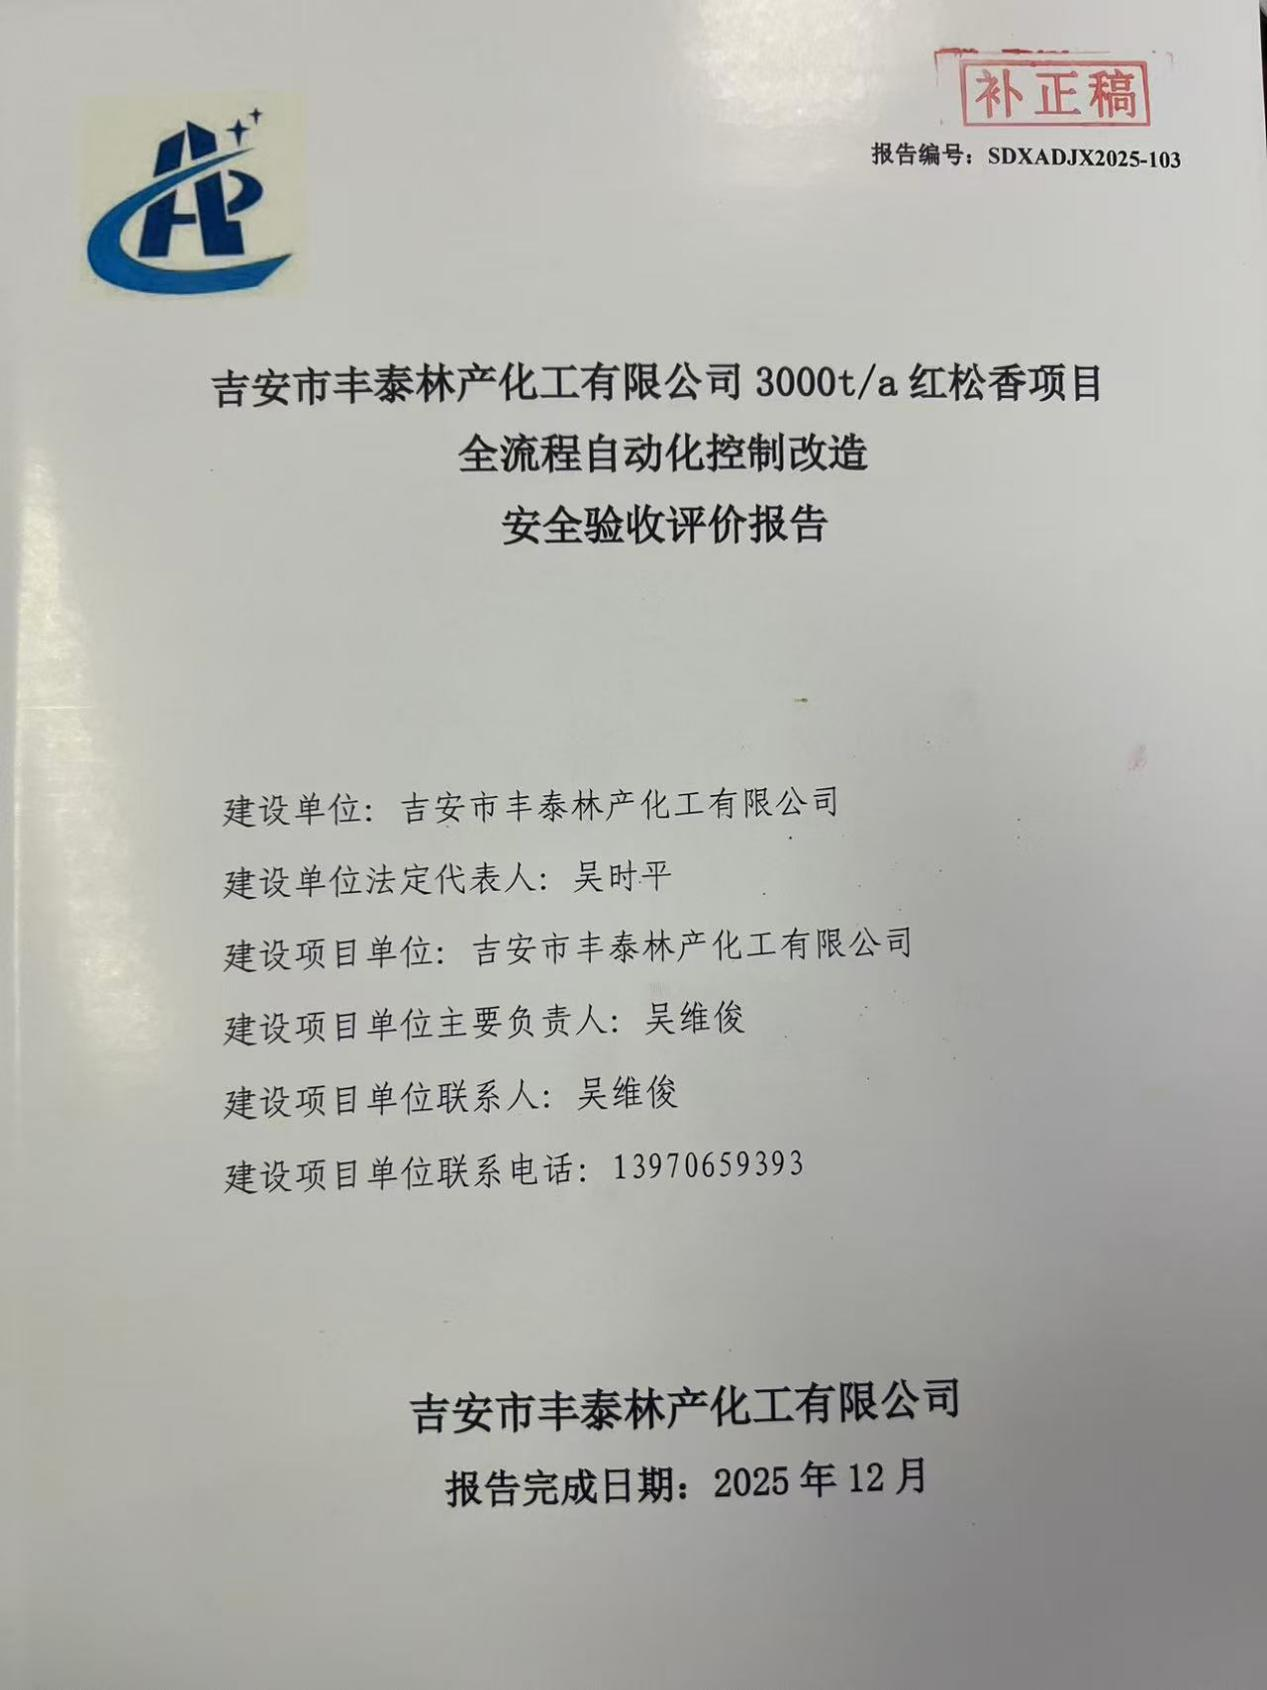 补正稿
报告编号：SDXADJX2025-103
吉安市丰泰林产化工有限公司 3000t/a 红松香项目
全流程自动化控制改造
安全验收评价报告
建设单位：吉安市丰泰林产化工有限公司
建设单位法定代表人：吴时平
建设项目单位：吉安市丰泰林产化工有限公司
建设项目单位主要负责人：吴维俊
建设项目单位联系人：吴维俊
建设项目单位联系电话：13970659393
吉安市丰泰林产化工有限公司
报告完成日期：2025 年 12 月